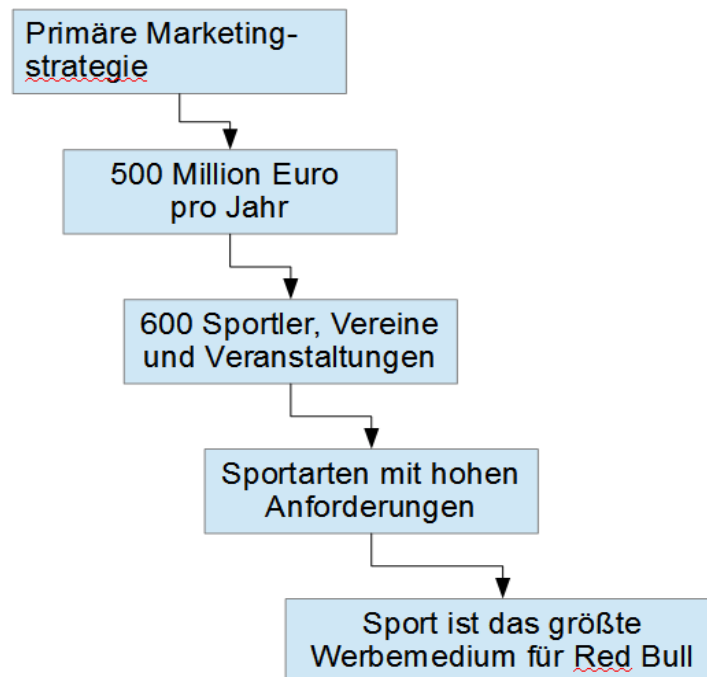 Primäre Marketing-
strategie
500 Million Euro
pro Jahr
600 Sportler, Vereine
und Veranstaltungen
Sportarten mit hohen
Anforderungen
Sport ist das größte
Werbemedium für Red Bull